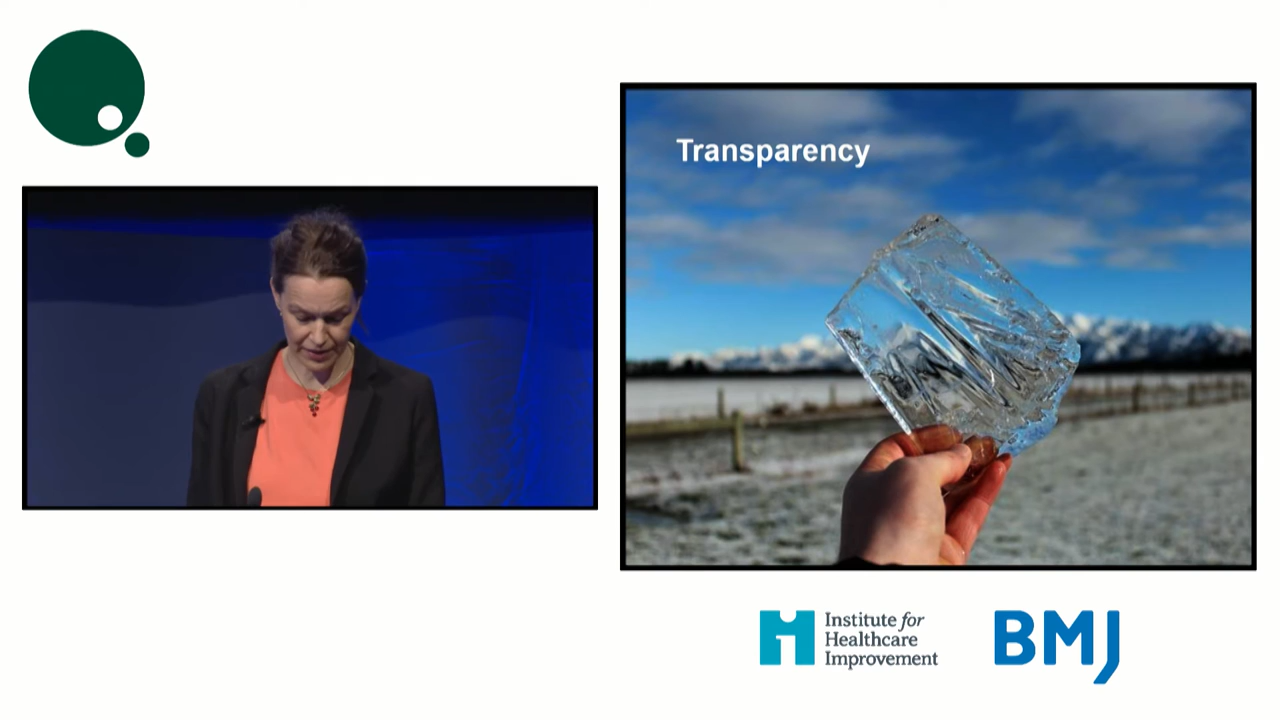 Transparency
Institute for
Healthcare
Improvement
BMJ